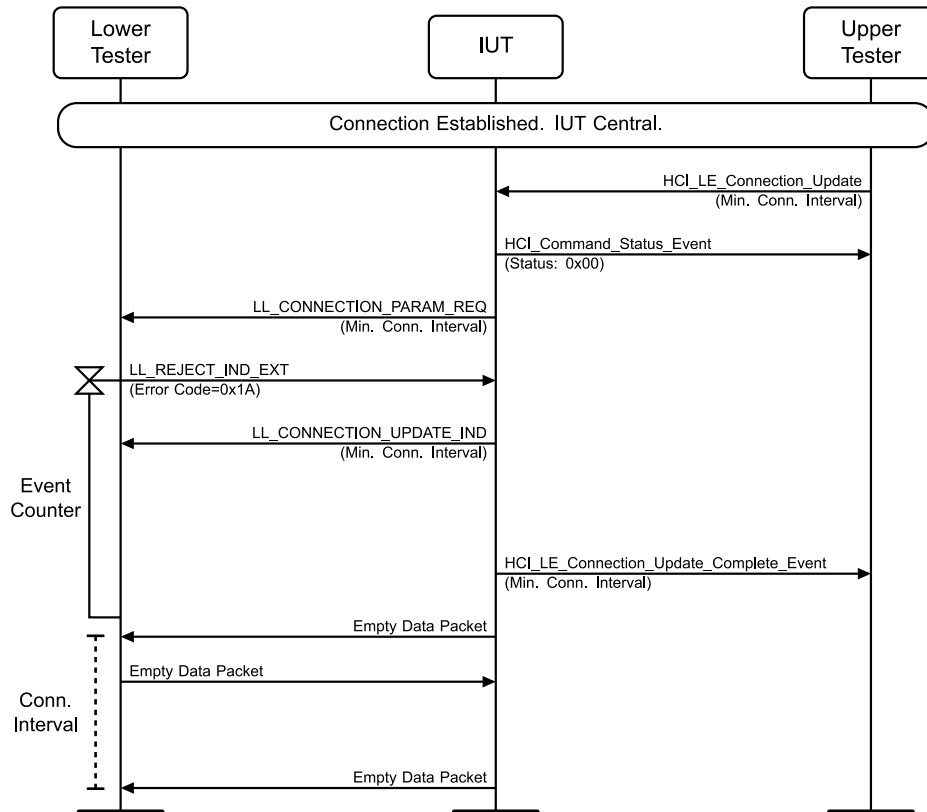 Lower
Tester
IUT
Upper
Tester
Connection Established. IUT Central.
HCI_LE_Connection_Update
(Min. Conn. Interval)
HCI_Command_Status_Event
(Status: 0x00)
LL_CONNECTION_PARAM_REQ
(Min. Conn. Interval)
LL_REJECT_IND_EXT
(Error Code=0x1A)
LL_CONNECTION_UPDATE_IND
(Min. Conn. Interval)
Event
Counter
HCI_LE_Connection_Update_Complete_Event
(Min. Conn. Interval)
Empty Data Packet
Empty Data Packet
Conn.
Interval
Empty Data Packet